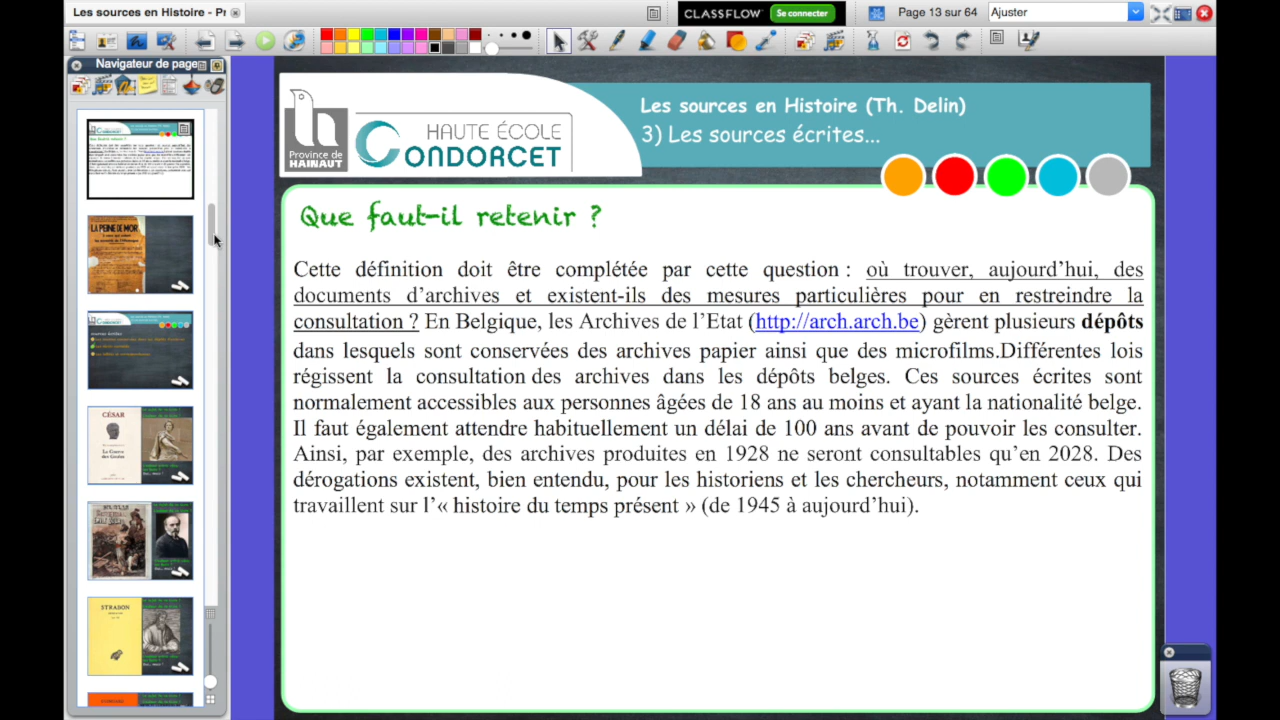 Les sources en Histoire - Pr
CLASSFLOW
Se connecter
Page 13 sur 64
Ajuster
Navigateur de page
Les sources en Histoire (Th. Delin)
3) Les sources écrites...
Province de
HAINAUT
HAUTE ÉCOLE
CONDORCET
Que faut-il retenir ?
Cette définition doit être complétée par cette question : où trouver, aujourd’hui, des
documents d’archives et existent-ils des mesures particulières pour en restreindre la
consultation ? En Belgique, les Archives de l’Etat (http://arch.arch.be) gèrent plusieurs dépôts
dans lesquels sont conservées des archives papier ainsi que des microfilms.Différentes lois
régissent la consultation des archives dans les dépôts belges. Ces sources écrites sont
normalement accessibles aux personnes âgées de 18 ans au moins et ayant la nationalité belge.
Il faut également attendre habituellement un délai de 100 ans avant de pouvoir les consulter.
Ainsi, par exemple, des archives produites en 1928 ne seront consultables qu’en 2028. Des
dérogations existent, bien entendu, pour les historiens et les chercheurs, notamment ceux qui
travaillent sur l’« histoire du temps présent » (de 1945 à aujourd’hui).
LA PEINE DE MOR
CÉSAR
La Guerre
des Gaules
STRABON